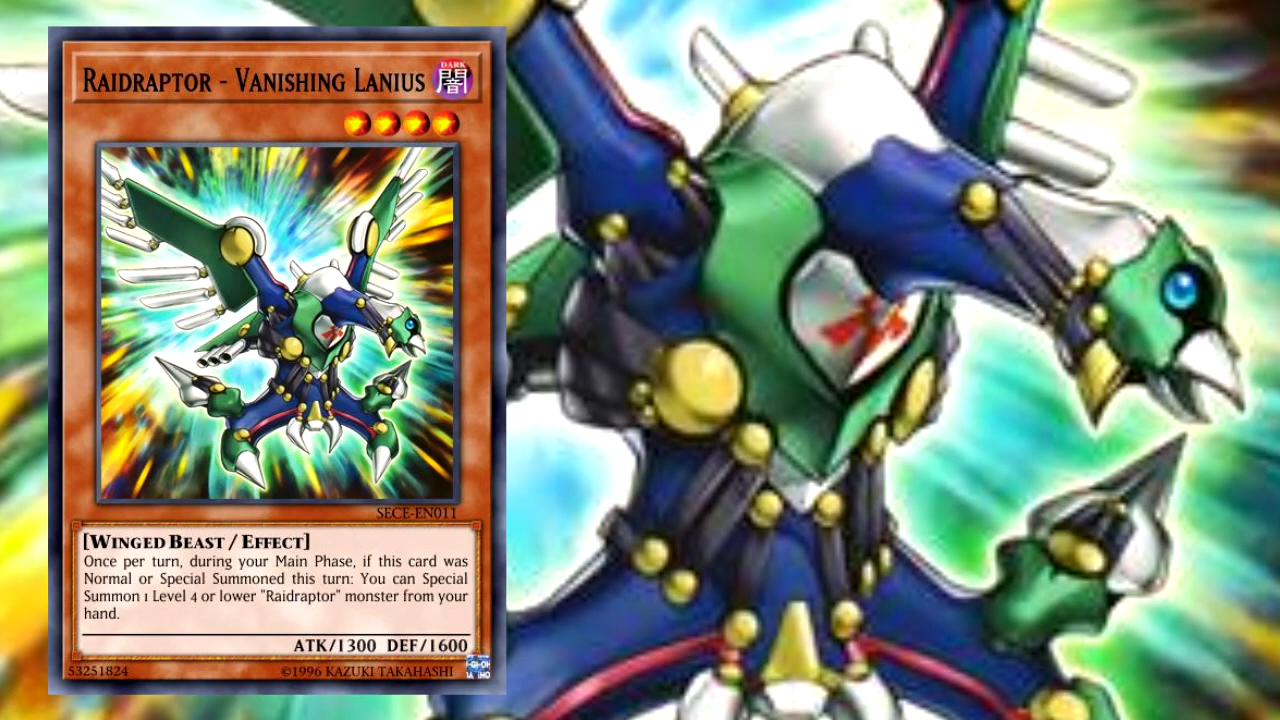 RAIDRAPTOR - VANISHING LANIUS
DARK
闇
SECE-EN011
[WINGED BEAST / EFFECT]
Once per turn, during your Main Phase, if this card was
Normal or Special Summoned this turn: You can Special
Summon 1 Level 4 or lower "Raidraptor" monster from your
hand.
ATK/1300 DEF/1600
53251824
©1996 KAZUKI TAKAHASHI